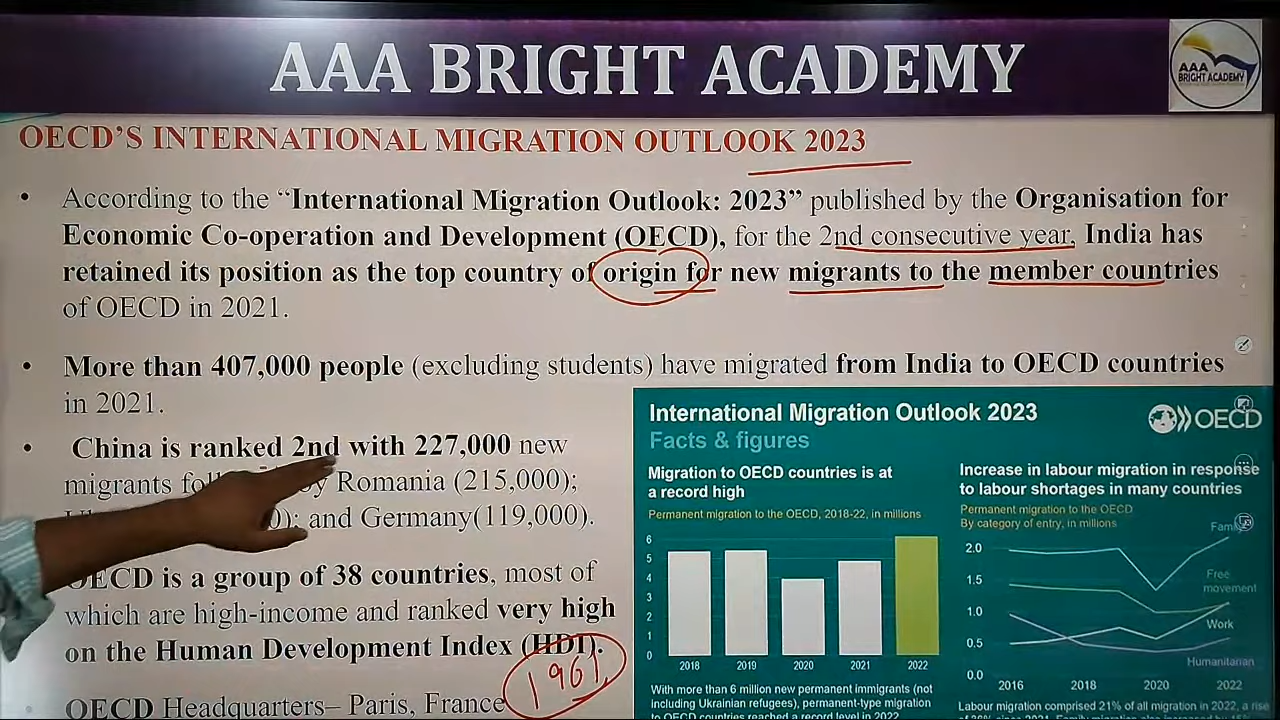 AAA BRIGHT ACADEMY
AAA
BRIGHT ACADEMY
OECD'S INTERNATIONAL MIGRATION OUTLOOK 2023
• According to the “International Migration Outlook: 2023” published by the Organisation for
Economic Co-operation and Development (OECD), for the 2nd consecutive year, India has
retained its position as the top country of origin for new migrants to the member countries
of OECD in 2021.
• More than 407,000 people (excluding students) have migrated from India to OECD countries
in 2021.
• China is ranked 2nd with 227,000 new
migrants Romania (215,000);
and Germany(119,000).
OECD is a group of 38 countries, most of
which are high-income and ranked very high
on the Human Development Index (HDI).
1961
OECD Headquarters– Paris, France
International Migration Outlook 2023
OECD
Facts & figures
Migration to OECD countries is at
a record high
Permanent migration to the OECD, 2018-22, in millions
6
5
4
3
2
1
0
2018 2019 2020 2021 2022
With more than 6 million new permanent immigrants (not
including Ukrainian refugees), permanent-type migration
to OECD countries reached a record level in 2022
Increase in labour migration in response
to labour shortages in many countries
Permanent migration to the OECD
By category of entry, in millions
2.0
1.5
1.0
0.5
0.0
Free
movement
Work
Humanitarian
2016 2018 2020 2022
Labour migration comprised 21% of all migration in 2022, a rise